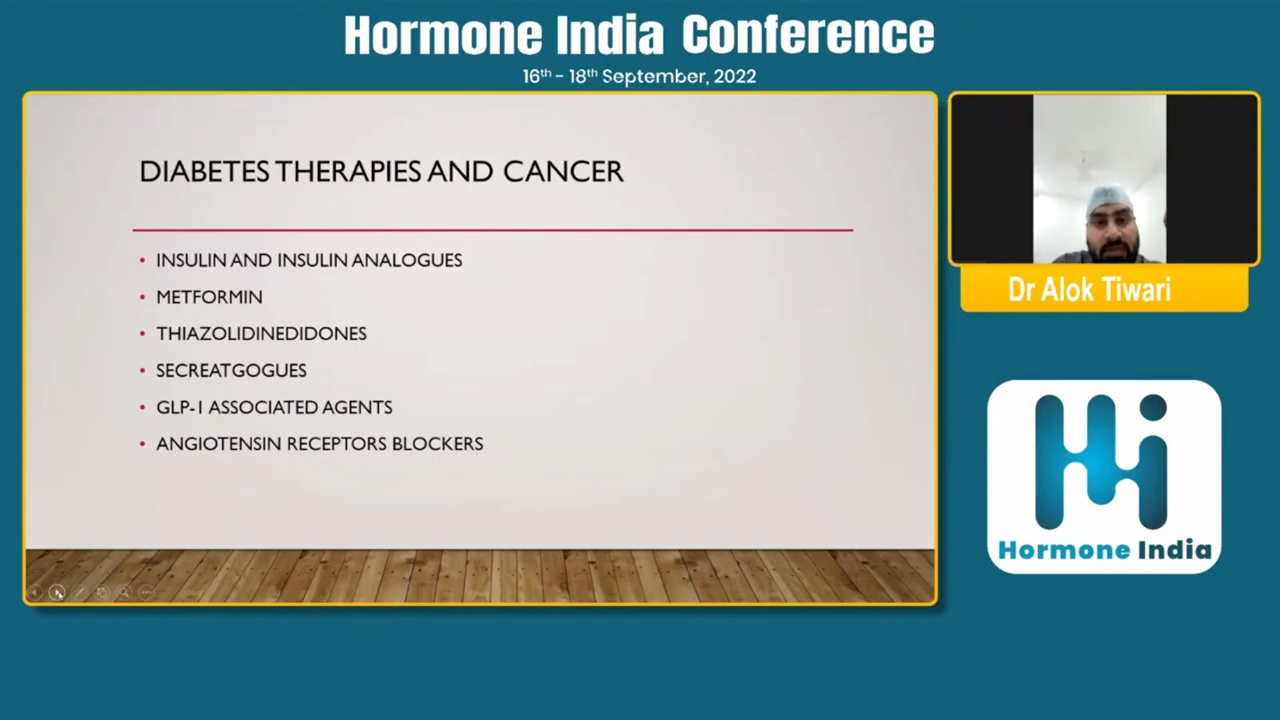 Hormone India Conference
16th - 18th September, 2022
DIABETES THERAPIES AND CANCER
• INSULIN AND INSULIN ANALOGUES
• METFORMIN
• THIAZOLIDINEDIDONES
• SECREATGOGUES
• GLP-1 ASSOCIATED AGENTS
• ANGIOTENSIN RECEPTORS BLOCKERS
Dr Alok Tiwari
Hormone India